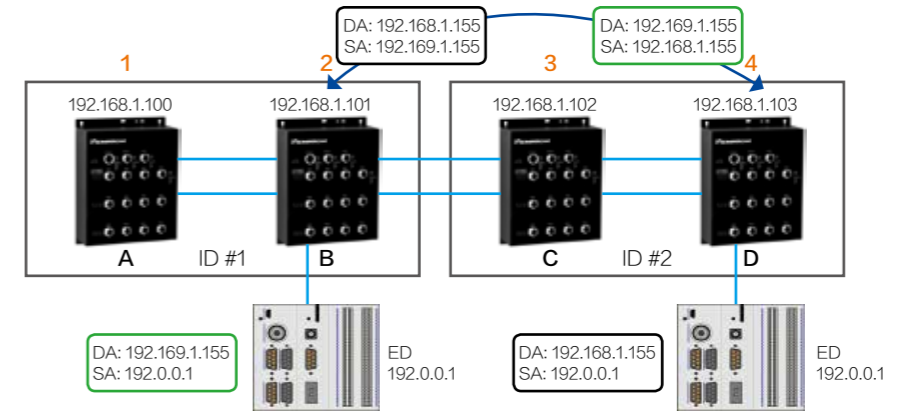 DA: 192.168.1.155
SA: 192.169.1.155
DA: 192.169.1.155
SA: 192.168.1.155
1
2
3
4
192.168.1.100
192.168.1.101
192.168.1.102
192.168.1.103
A
ID #1
B
C
ID #2
D
DA: 192.169.1.155
SA: 192.0.0.1
ED
192.0.0.1
DA: 192.168.1.155
SA: 192.0.0.1
ED
192.0.0.1